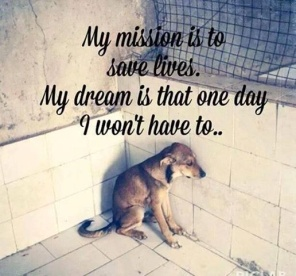 My mission is to
save lives.
My dream is that one day
I won't have to..